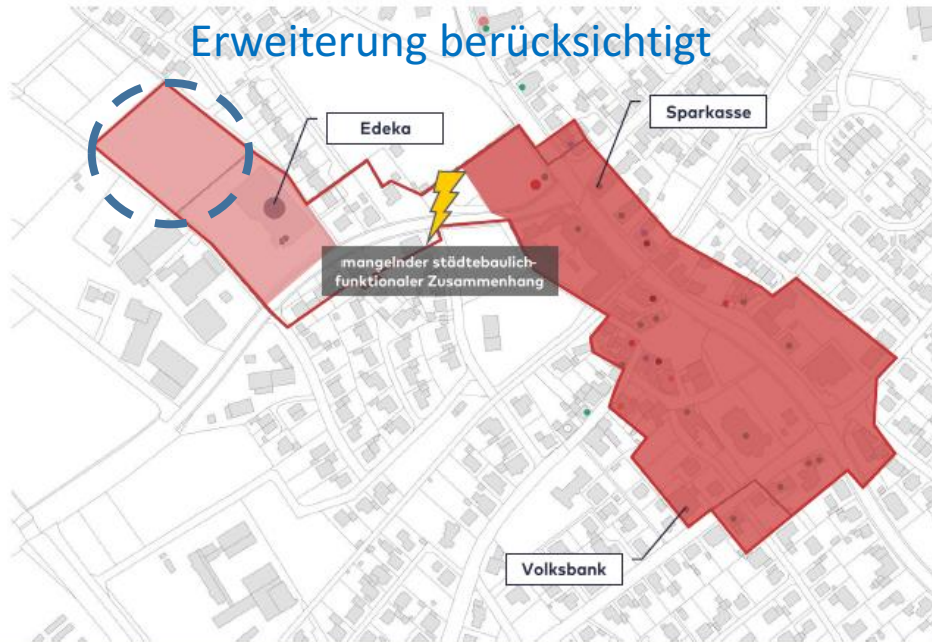 Erweiterung berücksichtigt
Sparkasse
Edeka
mangelnder städtebaulich-
funktionaler Zusammenhang
Volksbank